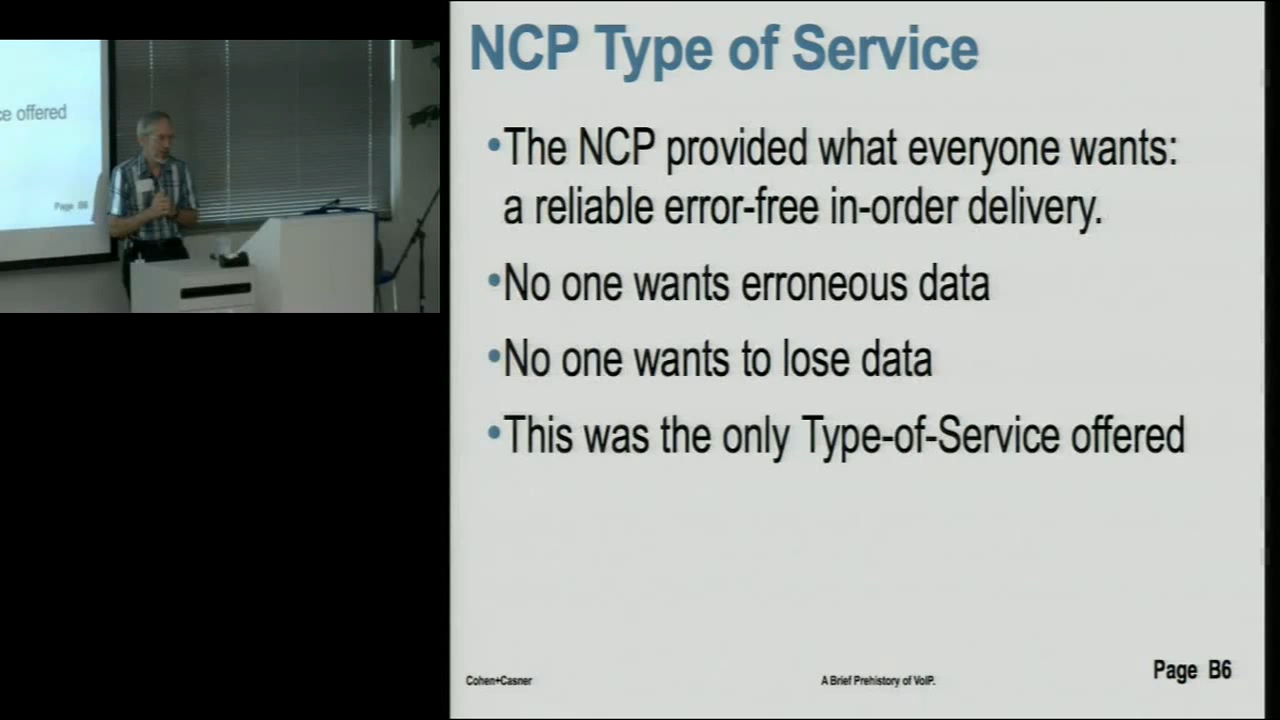 NCP Type of Service
•The NCP provided what everyone wants:
a reliable error-free in-order delivery.
•No one wants erroneous data
•No one wants to lose data
•This was the only Type-of-Service offered
Cohen+Casner
A Brief Prehistory of VoIP.
Page B6
ce offered
Page B6